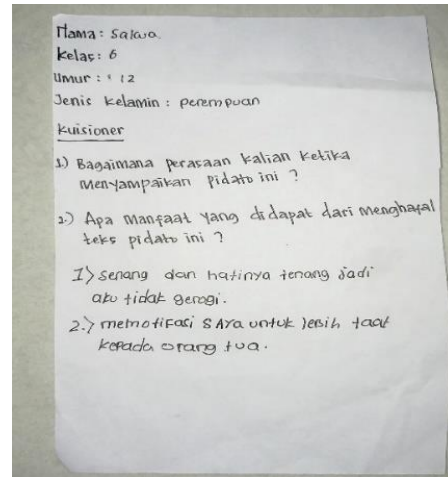 Nama : Salwa
Kelas : 6
Umur : 12
Jenis Kelamin : perempuan
Kuisioner
1.) Bagaimana perasaan kalian ketika
Menyampaikan pidato ini ?
2.) Apa Manfaat Yang didapat dari Menghafal
teks pidato ini ?
1) Senang dan hatinya tenang jadi
aku tidak gerogi.
2.) memotifasi SAYa untuk lebih taat
kepada orang tua.